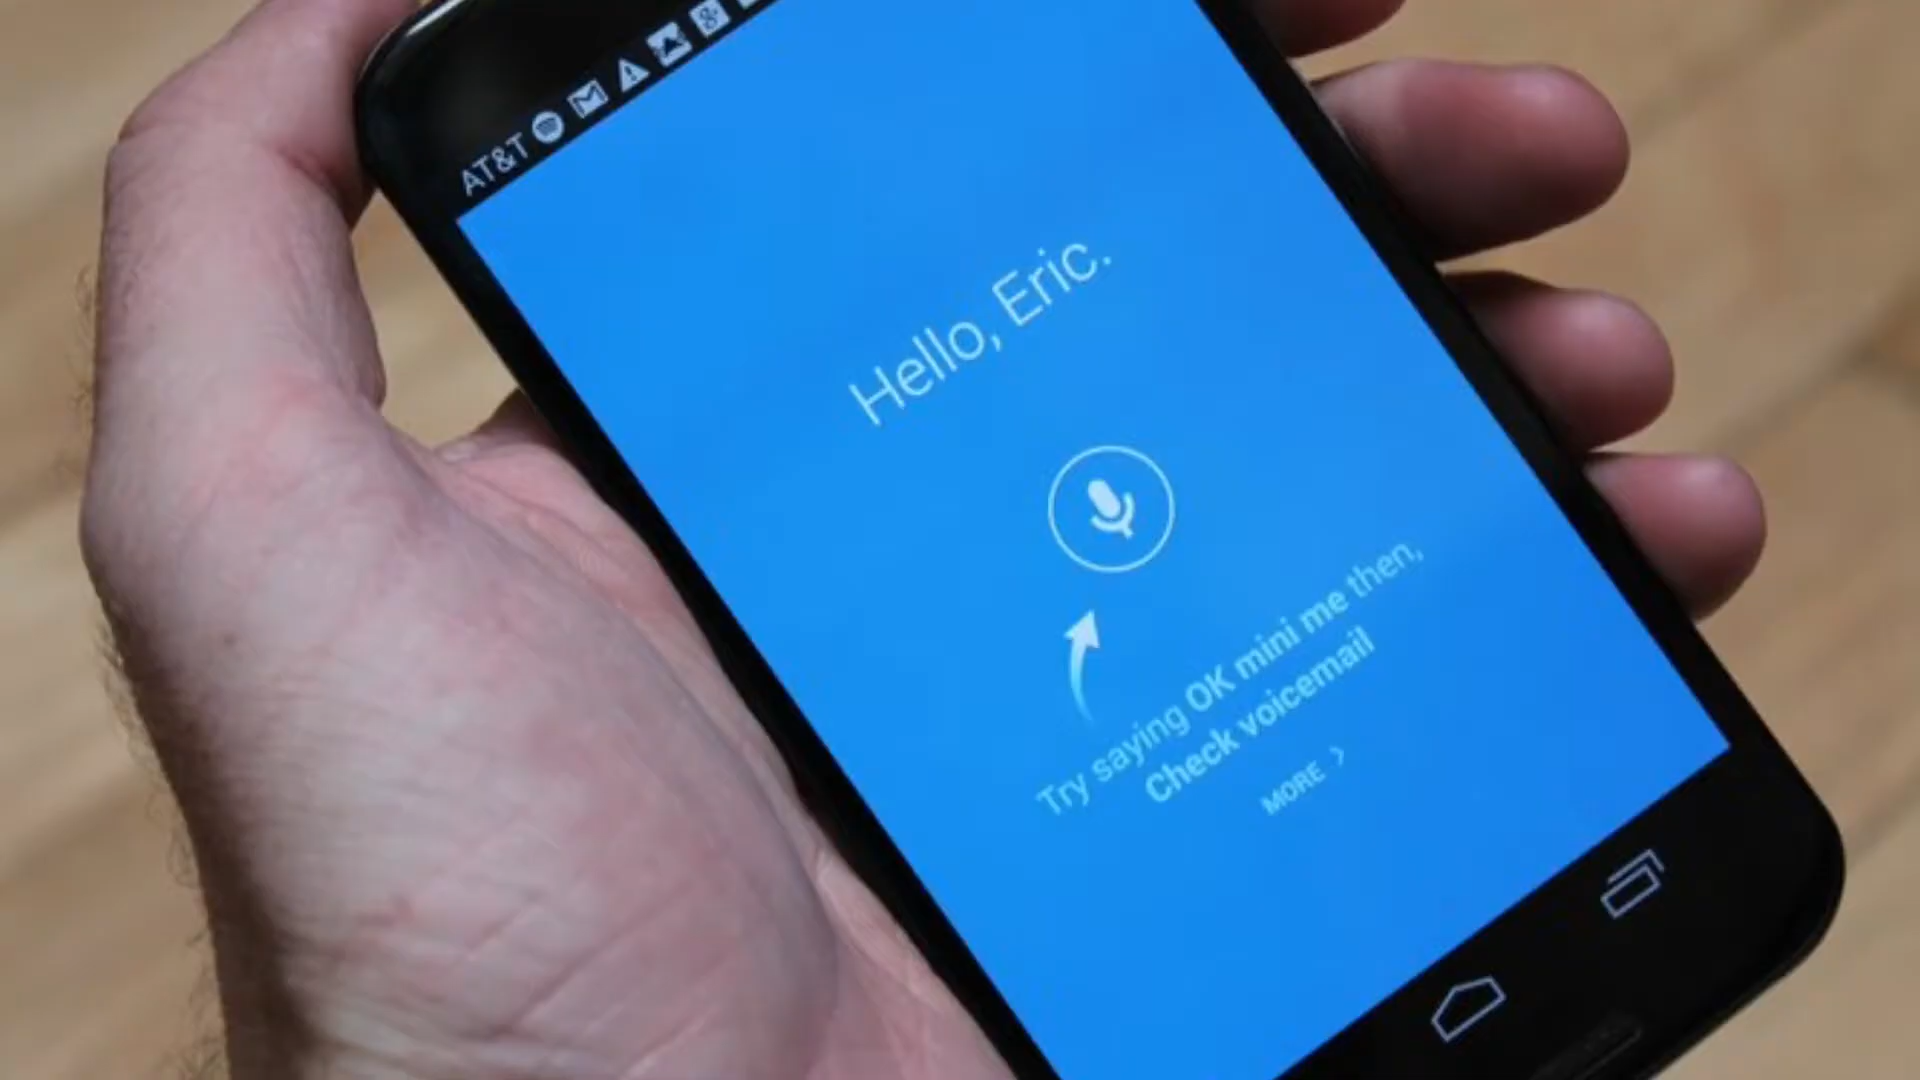 AT&T
Hello, Eric.
Try saying OK mini me then,
Check voicemail
MORE >